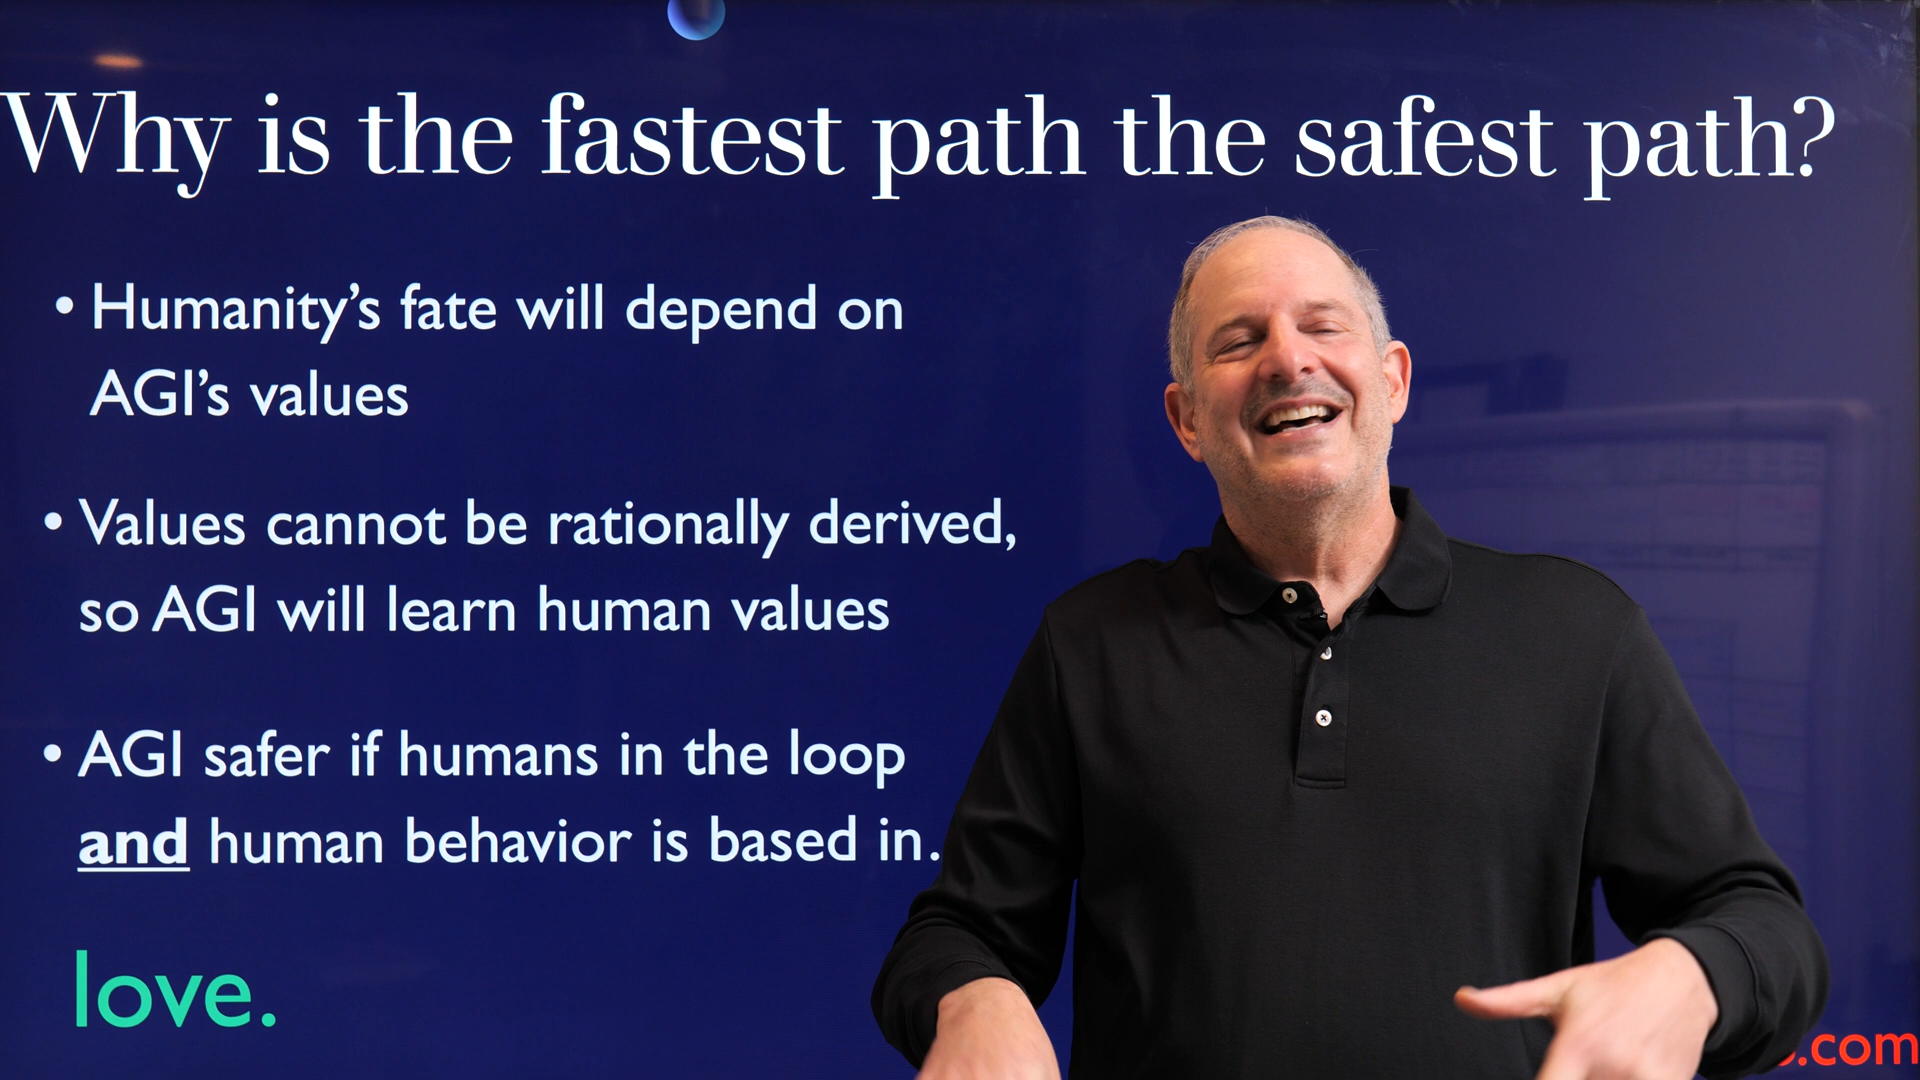 Why is the fastest path the safest path?
• Humanity's fate will depend on
AGI's values
• Values cannot be rationally derived,
so AGI will learn human values
• AGI safer if humans in the loop
and human behavior is based in.
love.
.com